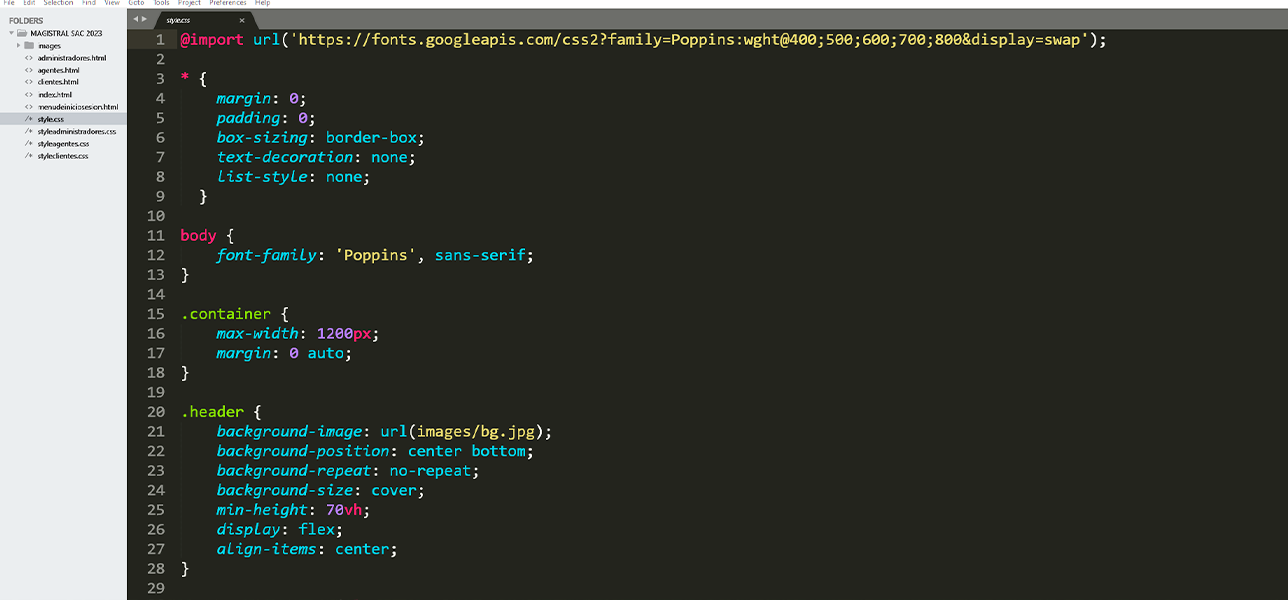 File Edit Selection Find View Goto Tools Project Preferences Help
FOLDERS
MAGISTRAL SAC 2023
images
<> administradores.html
<> agentes.html
<> clientes.html
<> index.html
<> menudeiniciosesion.html
/* style.css
/* styleadministradores.css
/* styleagentes.css
/* styleclientes.css
style.css ×
1 @import url('https://fonts.googleapis.com/css2?family=Poppins:wght@400;500;600;700;800&display=swap');
2
3 * {
4 margin: 0;
5 padding: 0;
6 box-sizing: border-box;
7 text-decoration: none;
8 list-style: none;
9 }
10
11 body {
12 font-family: 'Poppins', sans-serif;
13 }
14
15 .container {
16 max-width: 1200px;
17 margin: 0 auto;
18 }
19
20 .header {
21 background-image: url(images/bg.jpg);
22 background-position: center bottom;
23 background-repeat: no-repeat;
24 background-size: cover;
25 min-height: 70vh;
26 display: flex;
27 align-items: center;
28 }
29